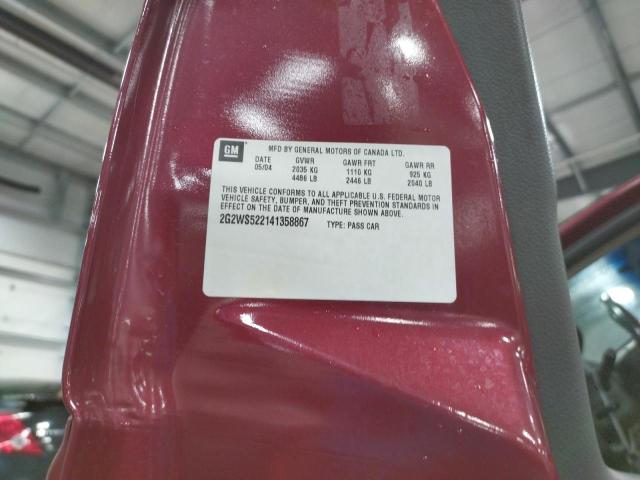 GM
MFD BY GENERAL MOTORS OF CANADA LTD.
DATE GVWR GAWR FRT GAWR RR
05/04 2035 KG 1110 KG 925 KG
4486 LB 2446 LB 2040 LB
THIS VEHICLE CONFORMS TO ALL APPLICABLE U.S. FEDERAL MOTOR
VEHICLE SAFETY, BUMPER, AND THEFT PREVENTION STANDARDS IN
EFFECT ON THE DATE OF MANUFACTURE SHOWN ABOVE.
2G2WS522141358867 TYPE: PASS CAR